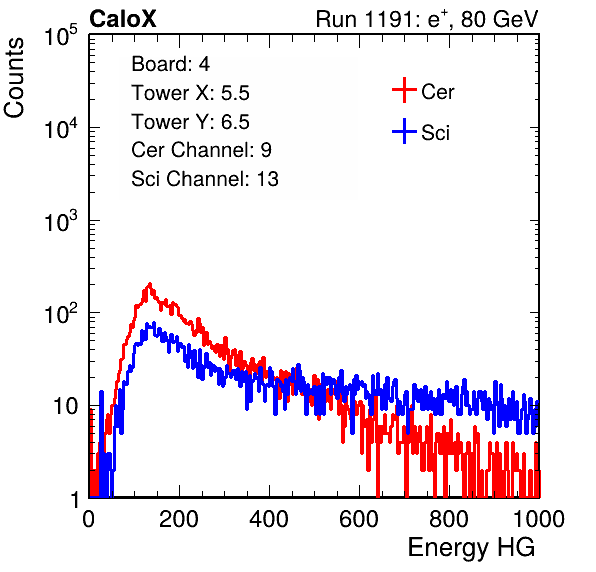 CaloX Run 1191: e⁺, 80 GeV
Counts
10⁵
10⁴
10³
10²
10
1
Board: 4
Tower X: 5.5
Tower Y: 6.5
Cer Channel: 9
Sci Channel: 13
Cer
Sci
0 200 400 600 800 1000
Energy HG